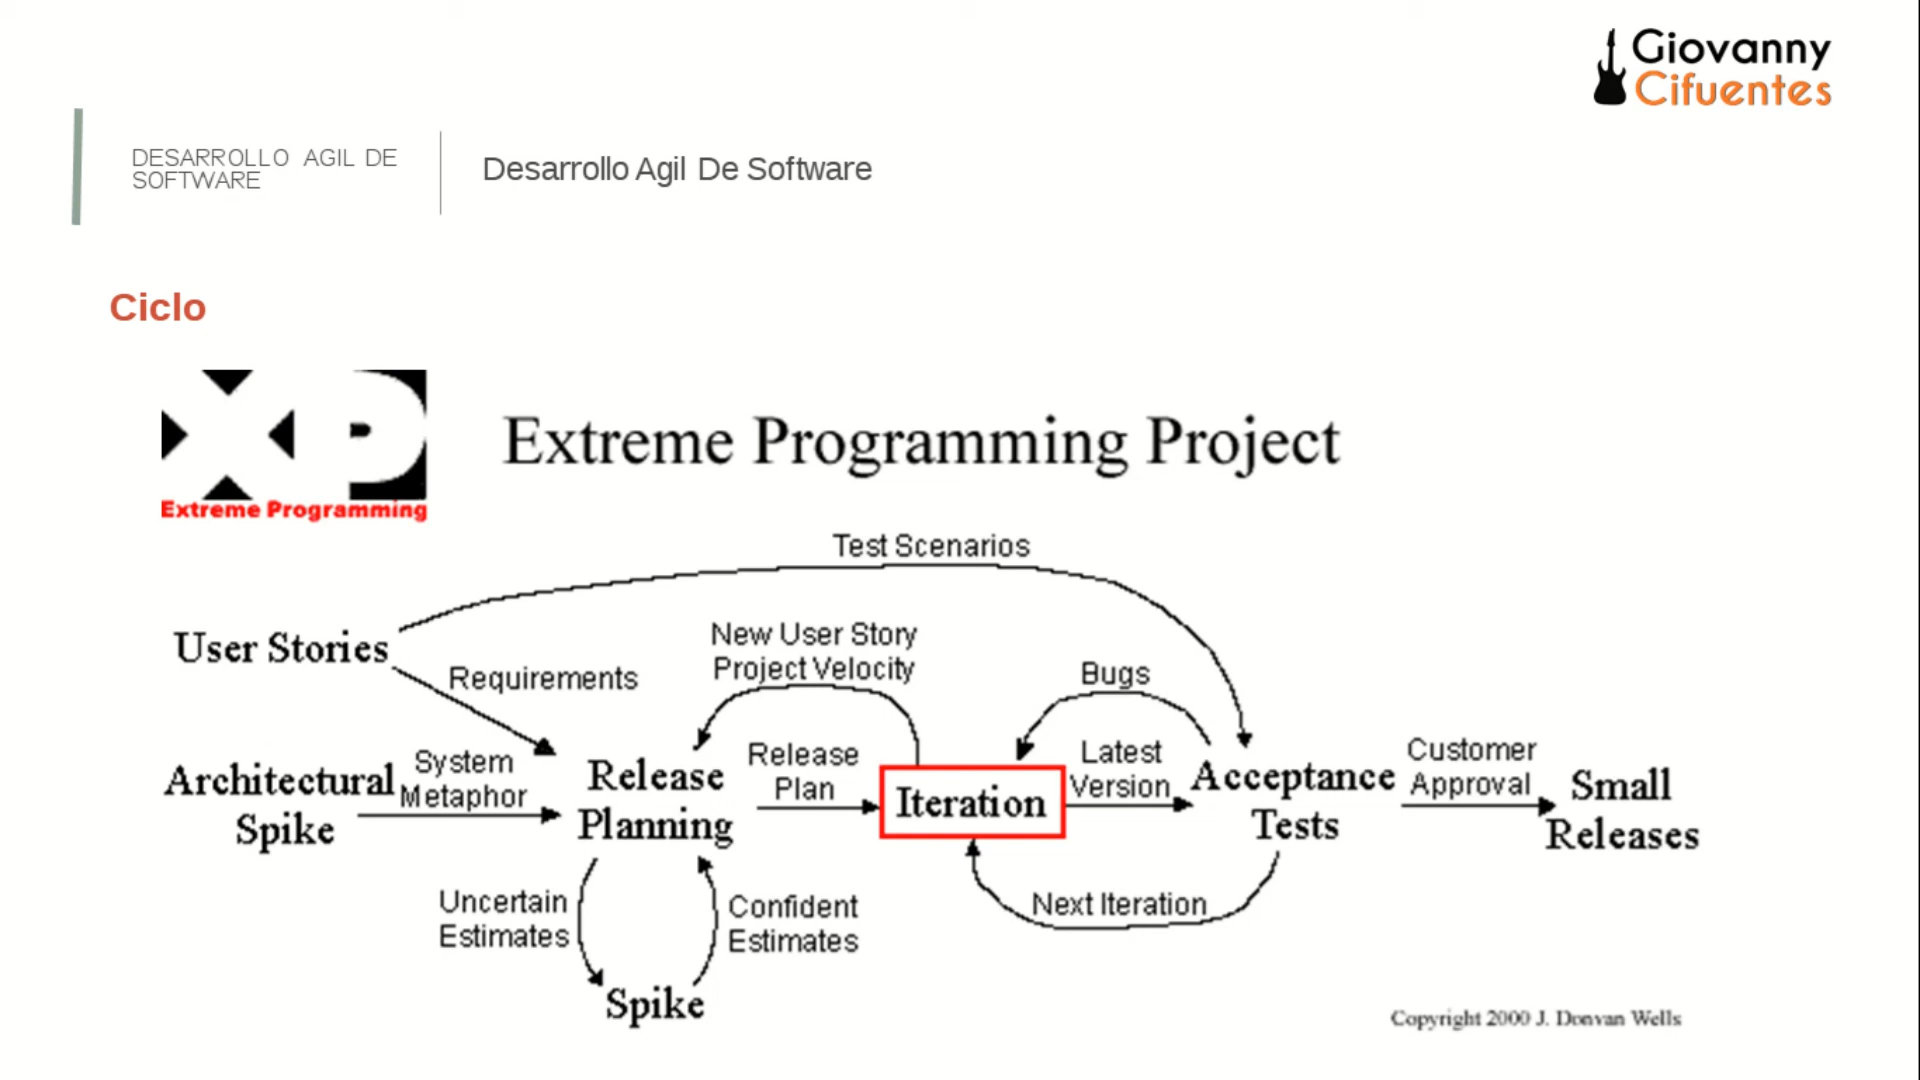 Giovanny
Cifuentes
DESARROLLO AGIL DE
SOFTWARE
Desarrollo Agil De Software
Ciclo
XP
Extreme Programming
Extreme Programming Project
Test Scenarios
User Stories
Requirements
New User Story
Project Velocity
Bugs
Architectural
Spike
System
Metaphor
Release
Planning
Release
Plan
Iteration
Latest
Version
Acceptance
Tests
Customer
Approval
Small
Releases
Uncertain
Estimates
Confident
Estimates
Next Iteration
Spike
Copyright 2000 J. Donvan Wells